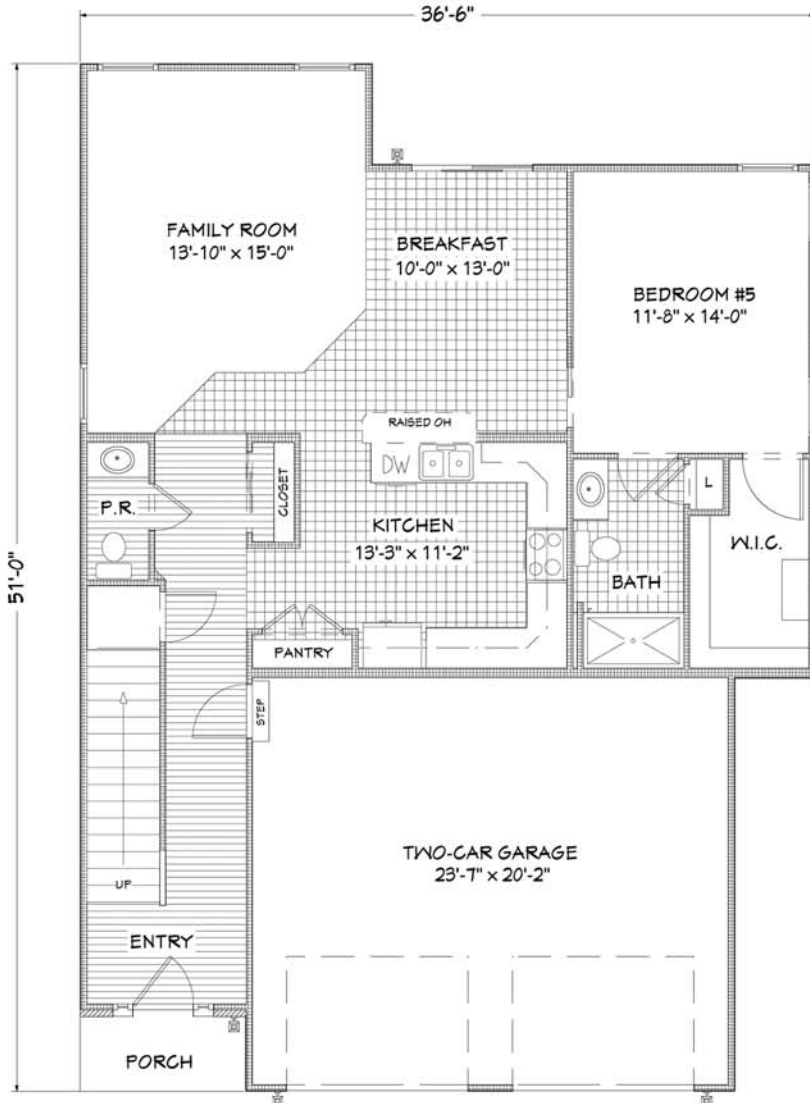 36'-6"
51'-0"
FAMILY ROOM
13'-10" x 15'-0"
BREAKFAST
10'-0" x 13'-0"
BEDROOM #5
11'-8" x 14'-0"
RAISED OH
DW
CLOSET
P.R.
KITCHEN
13'-3" x 11'-2"
L
W.I.C.
BATH
PANTRY
STEP
TWO-CAR GARAGE
23'-7" x 20'-2"
UP
ENTRY
PORCH